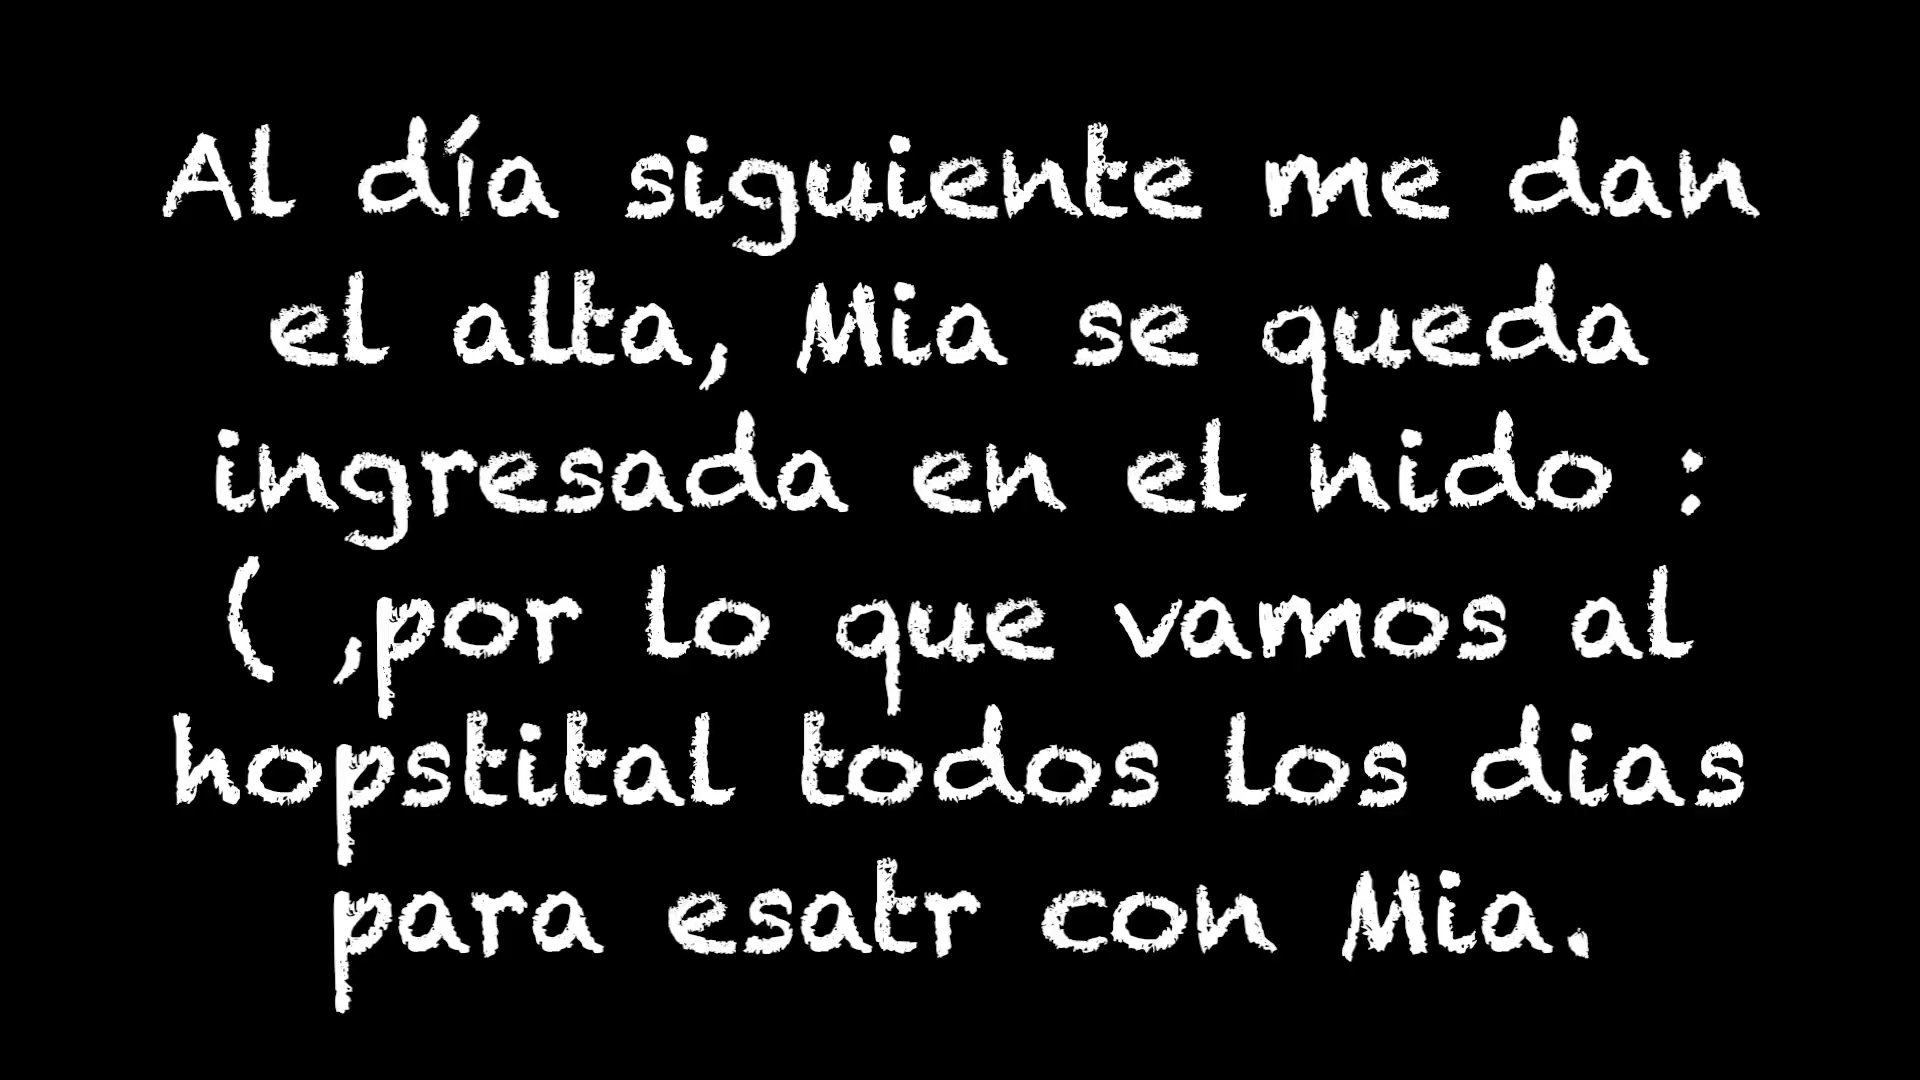 Al día siguiente me dan
el alta, Mia se queda
ingresada en el nido :
( ,por lo que vamos al
hopstital todos los dias
para esatr con Mia.